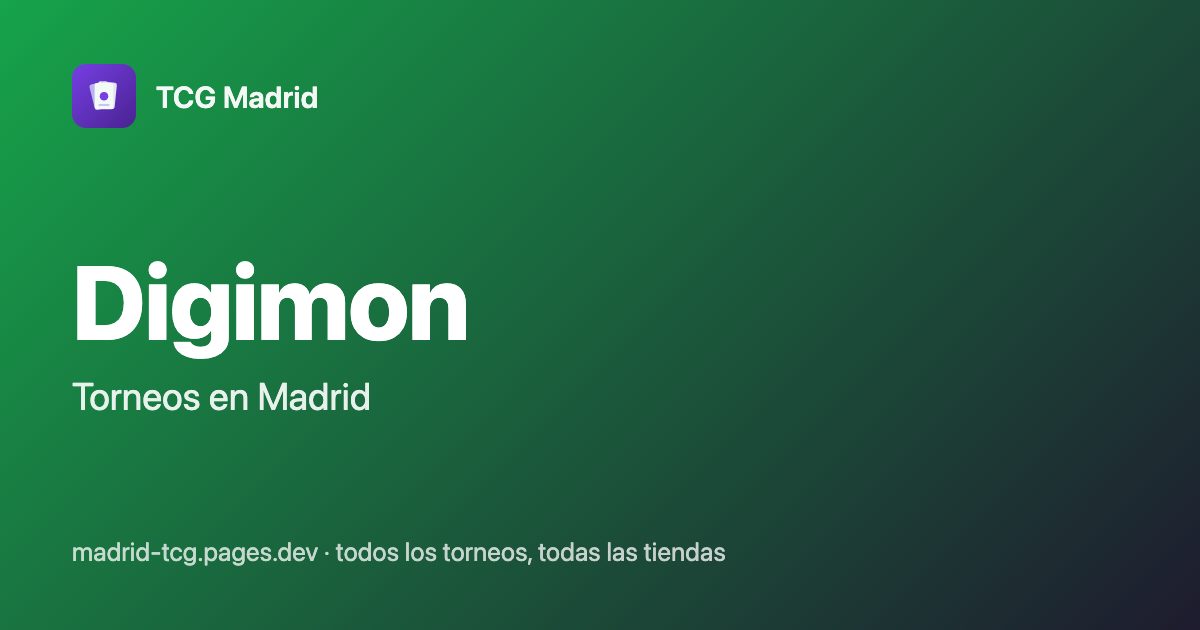 TCG Madrid
Digimon
Torneos en Madrid
madrid-tcg.pages.dev · todos los torneos, todas las tiendas